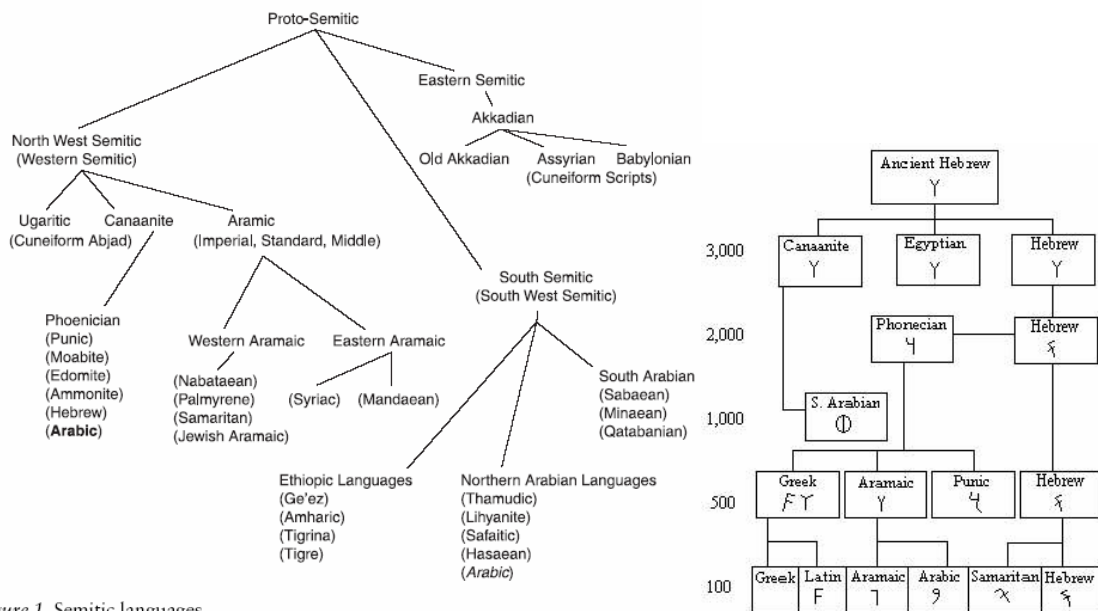 Proto-Semitic
Eastern Semitic
Akkadian
Old Akkadian Assyrian Babylonian
(Cuneiform Scripts)
North West Semitic
(Western Semitic)
Ugaritic Canaanite Aramic
(Cuneiform Abjad) (Imperial, Standard, Middle)
South Semitic
(South West Semitic)
Phoenician
(Punic)
(Moabite)
(Edomite)
(Ammonite)
(Hebrew)
(Arabic)
Western Aramaic Eastern Aramaic
(Nabataean)
(Palmyrene)
(Samaritan)
(Jewish Aramaic)
(Syriac) (Mandaean)
South Arabian
(Sabaean)
(Minaean)
(Qatabanian)
Ethiopic Languages
(Ge'ez)
(Amharic)
(Tigrina)
(Tigre)
Northern Arabian Languages
(Thamudic)
(Lihyanite)
(Safaitic)
(Hasaean)
(Arabic)
1. Semitic languages
Ancient Hebrew
3,000 Canaanite Egyptian Hebrew
2,000 Phonecian Hebrew
1,000 S. Arabian
500 Greek Aramaic Punic Hebrew
100 Greek Latin Aramaic Arabic Samaritan Hebrew
F